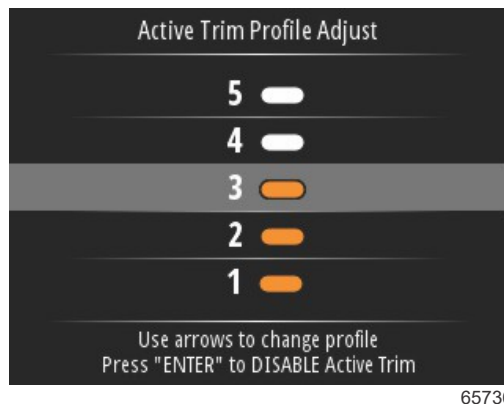 Active Trim Profile Adjust
5
4
3
2
1
Use arrows to change profile
Press "ENTER" to DISABLE Active Trim